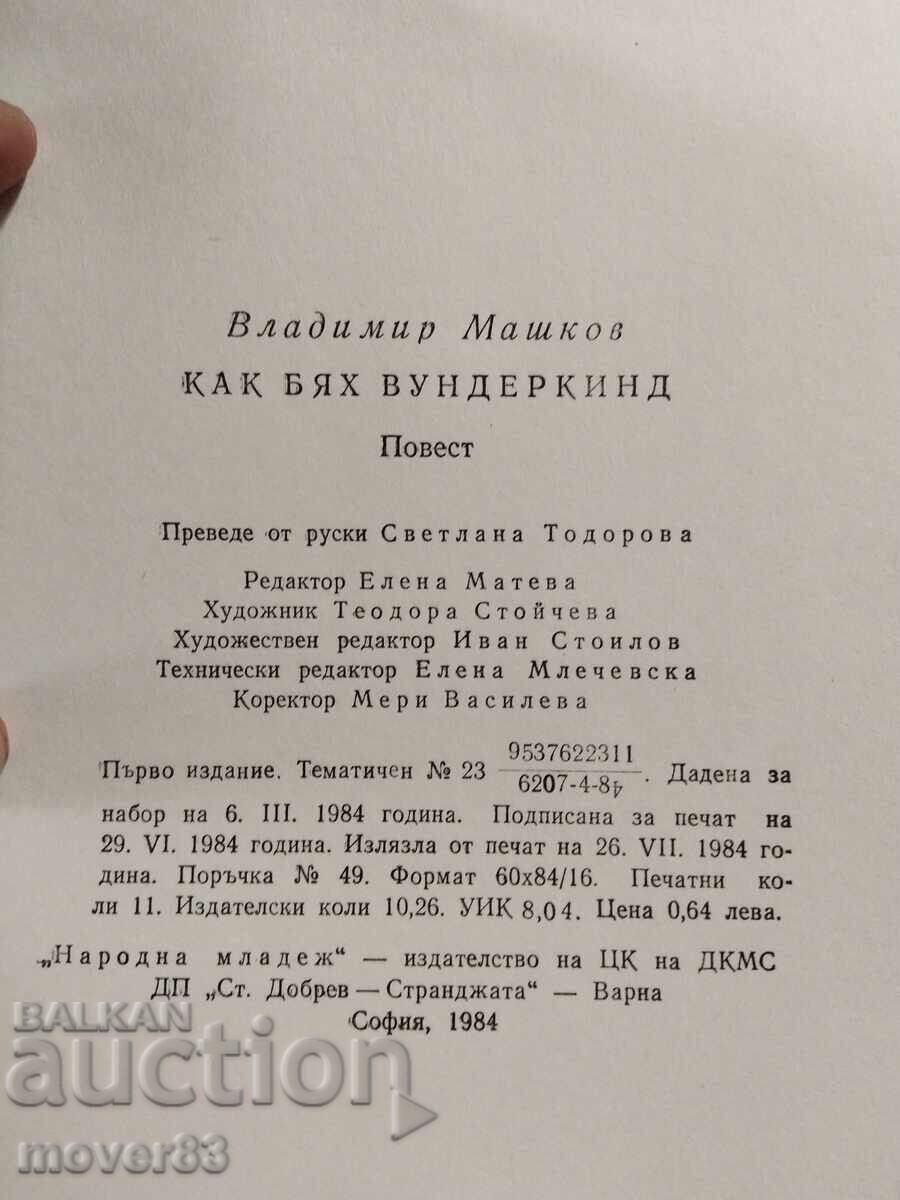 Владимир Машков
КАК БЯХ ВУНДЕРКИНД
Повест
Преведе от руски Светлана Тодорова
Редактор Елена Матева
Художник Теодора Стойчева
Художествен редактор Иван Стоилов
Технически редактор Елена Млечевска
Коректор Мери Василева
9537622311
Първо издание. Тематичен № 23 . Дадена за
6207-4-84
набор на 6. III. 1984 година. Подписана за печат на
29. VI. 1984 година. Излязла от печат на 26. VII. 1984 го-
дина. Поръчка № 49. Формат 60х84/16. Печатни ко-
ли 11. Издателски коли 10,26. УИК 8,04. Цена 0,64 лева.
„Народна младеж“ — издателство на ЦК на ДКМС
ДП „Ст. Добрев — Странджата“ — Варна
София, 1984
BALKAN
auction
mover83